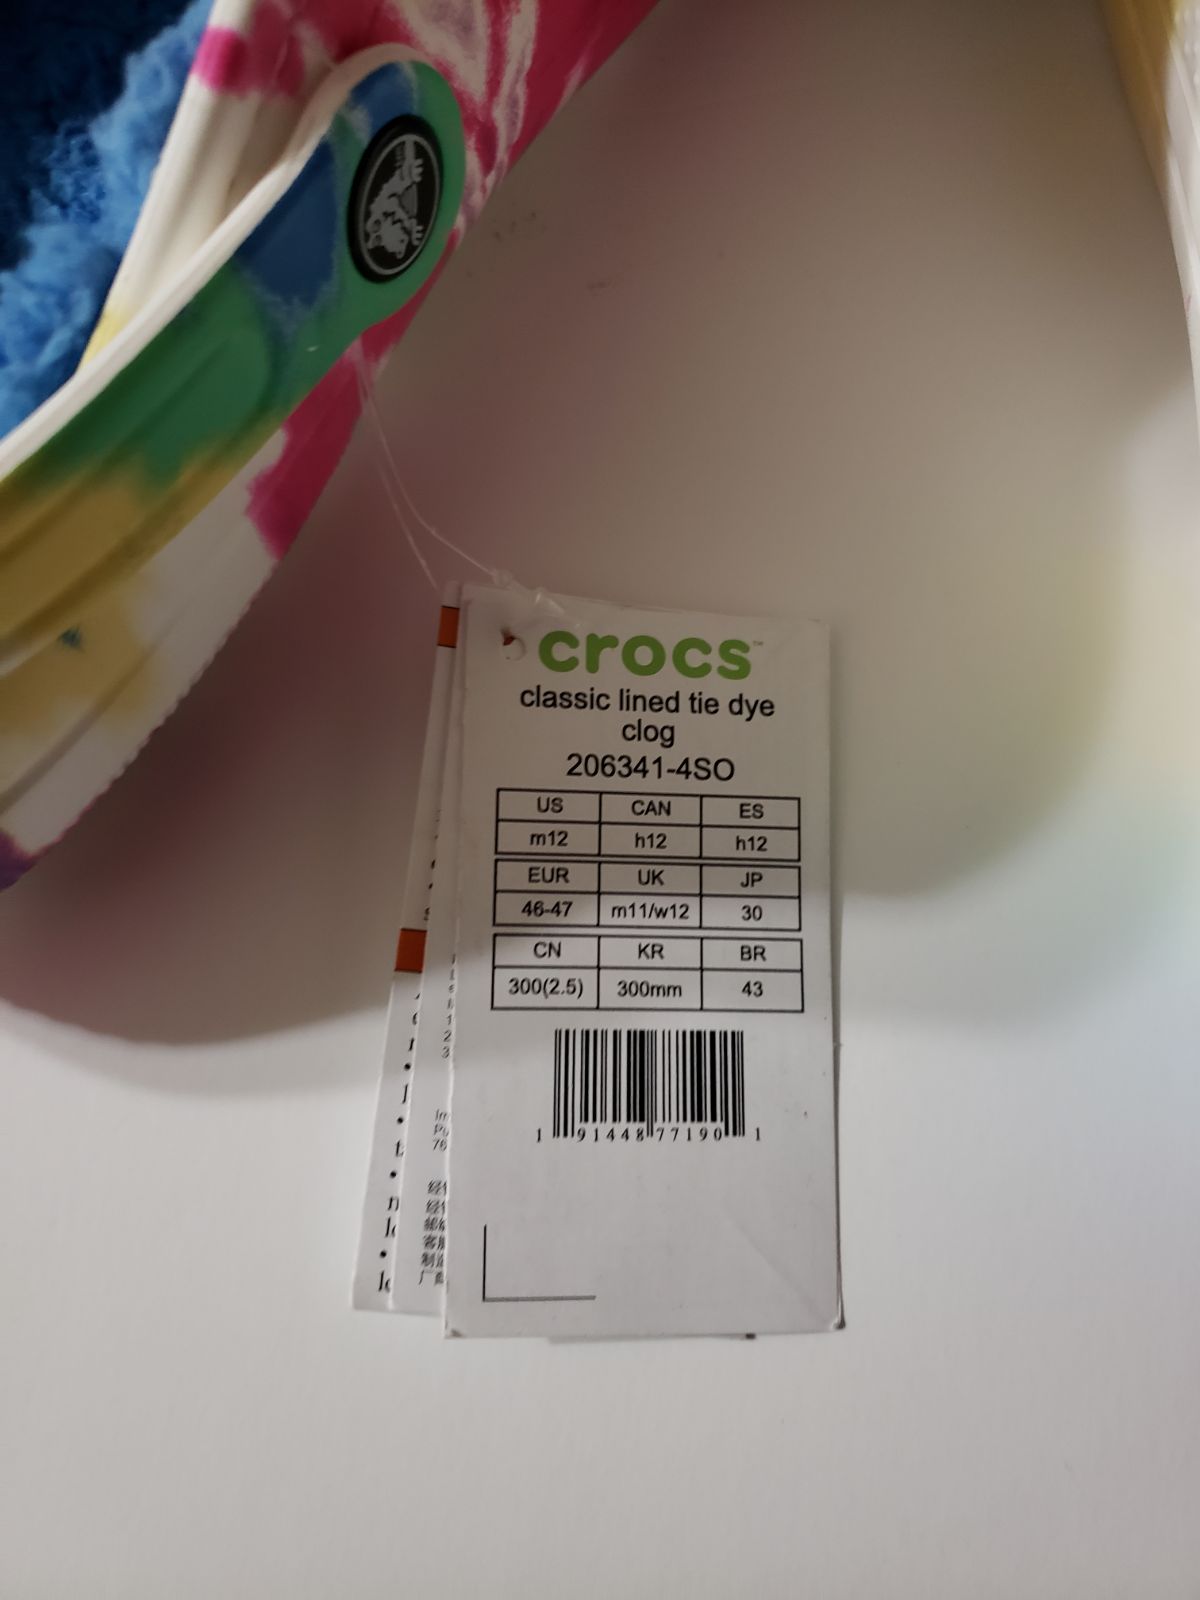 crocs™
classic lined tie dye
clog
206341-4SO
US CAN ES
m12 h12 h12
EUR UK JP
46-47 m11/w12 30
CN KR BR
300(2.5) 300mm 43
1 91448 77190 1